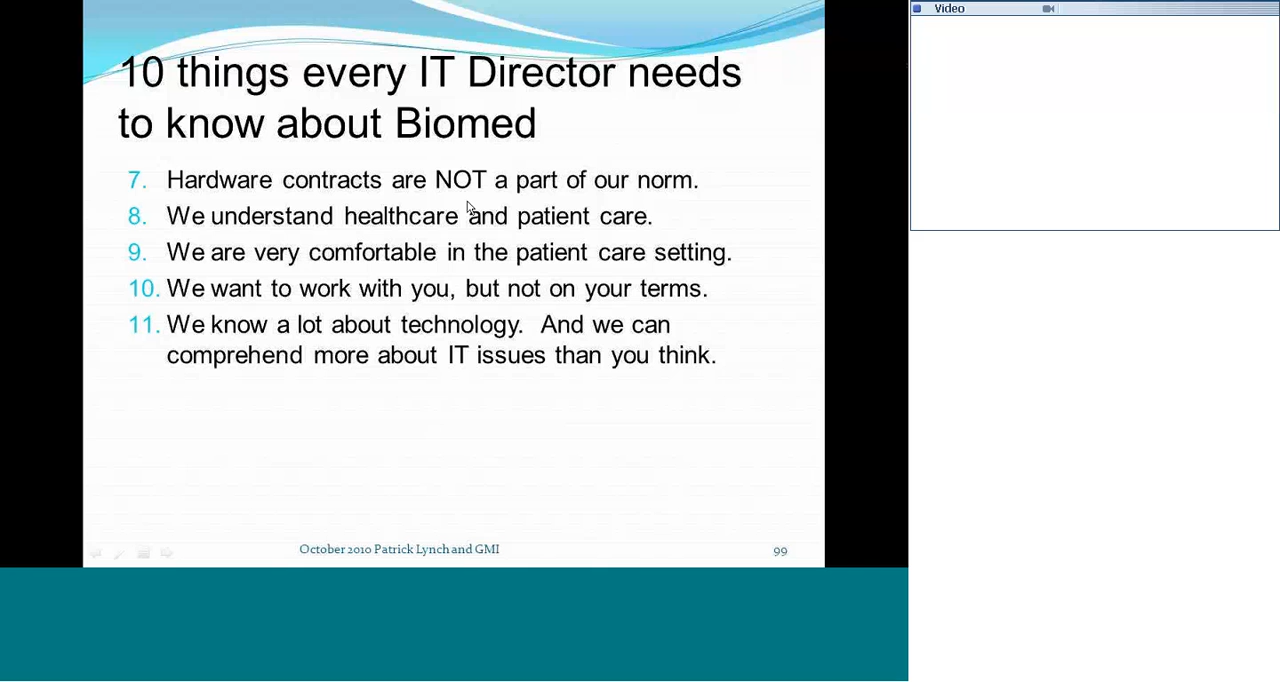 Video
10 things every IT Director needs
to know about Biomed
7. Hardware contracts are NOT a part of our norm.
8. We understand healthcare and patient care.
9. We are very comfortable in the patient care setting.
10. We want to work with you, but not on your terms.
11. We know a lot about technology. And we can
comprehend more about IT issues than you think.
October 2010 Patrick Lynch and GMI
99